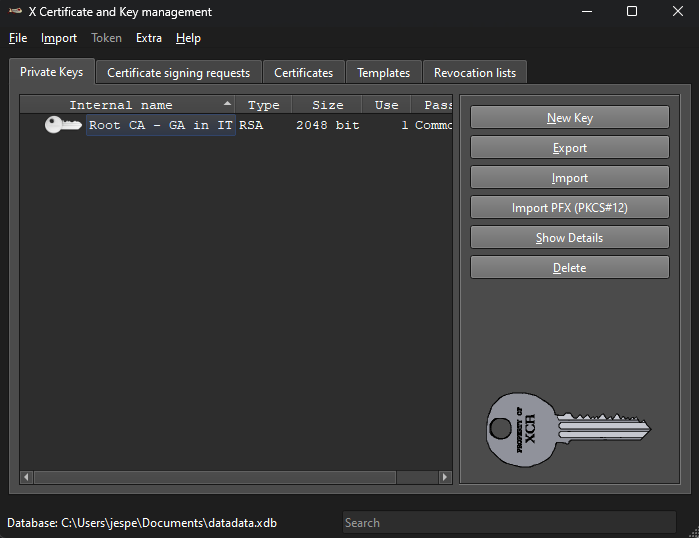 X Certificate and Key management
File Import Token Extra Help
Private Keys Certificate signing requests Certificates Templates Revocation lists
Internal name Type Size Use Pass
Root CA - GA in IT RSA 2048 bit 1 Commo
New Key
Export
Import
Import PFX (PKCS#12)
Show Details
Delete
PROPERTY OF
XCA
Database: C:\Users\jespe\Documents\datadata.xdb
Search